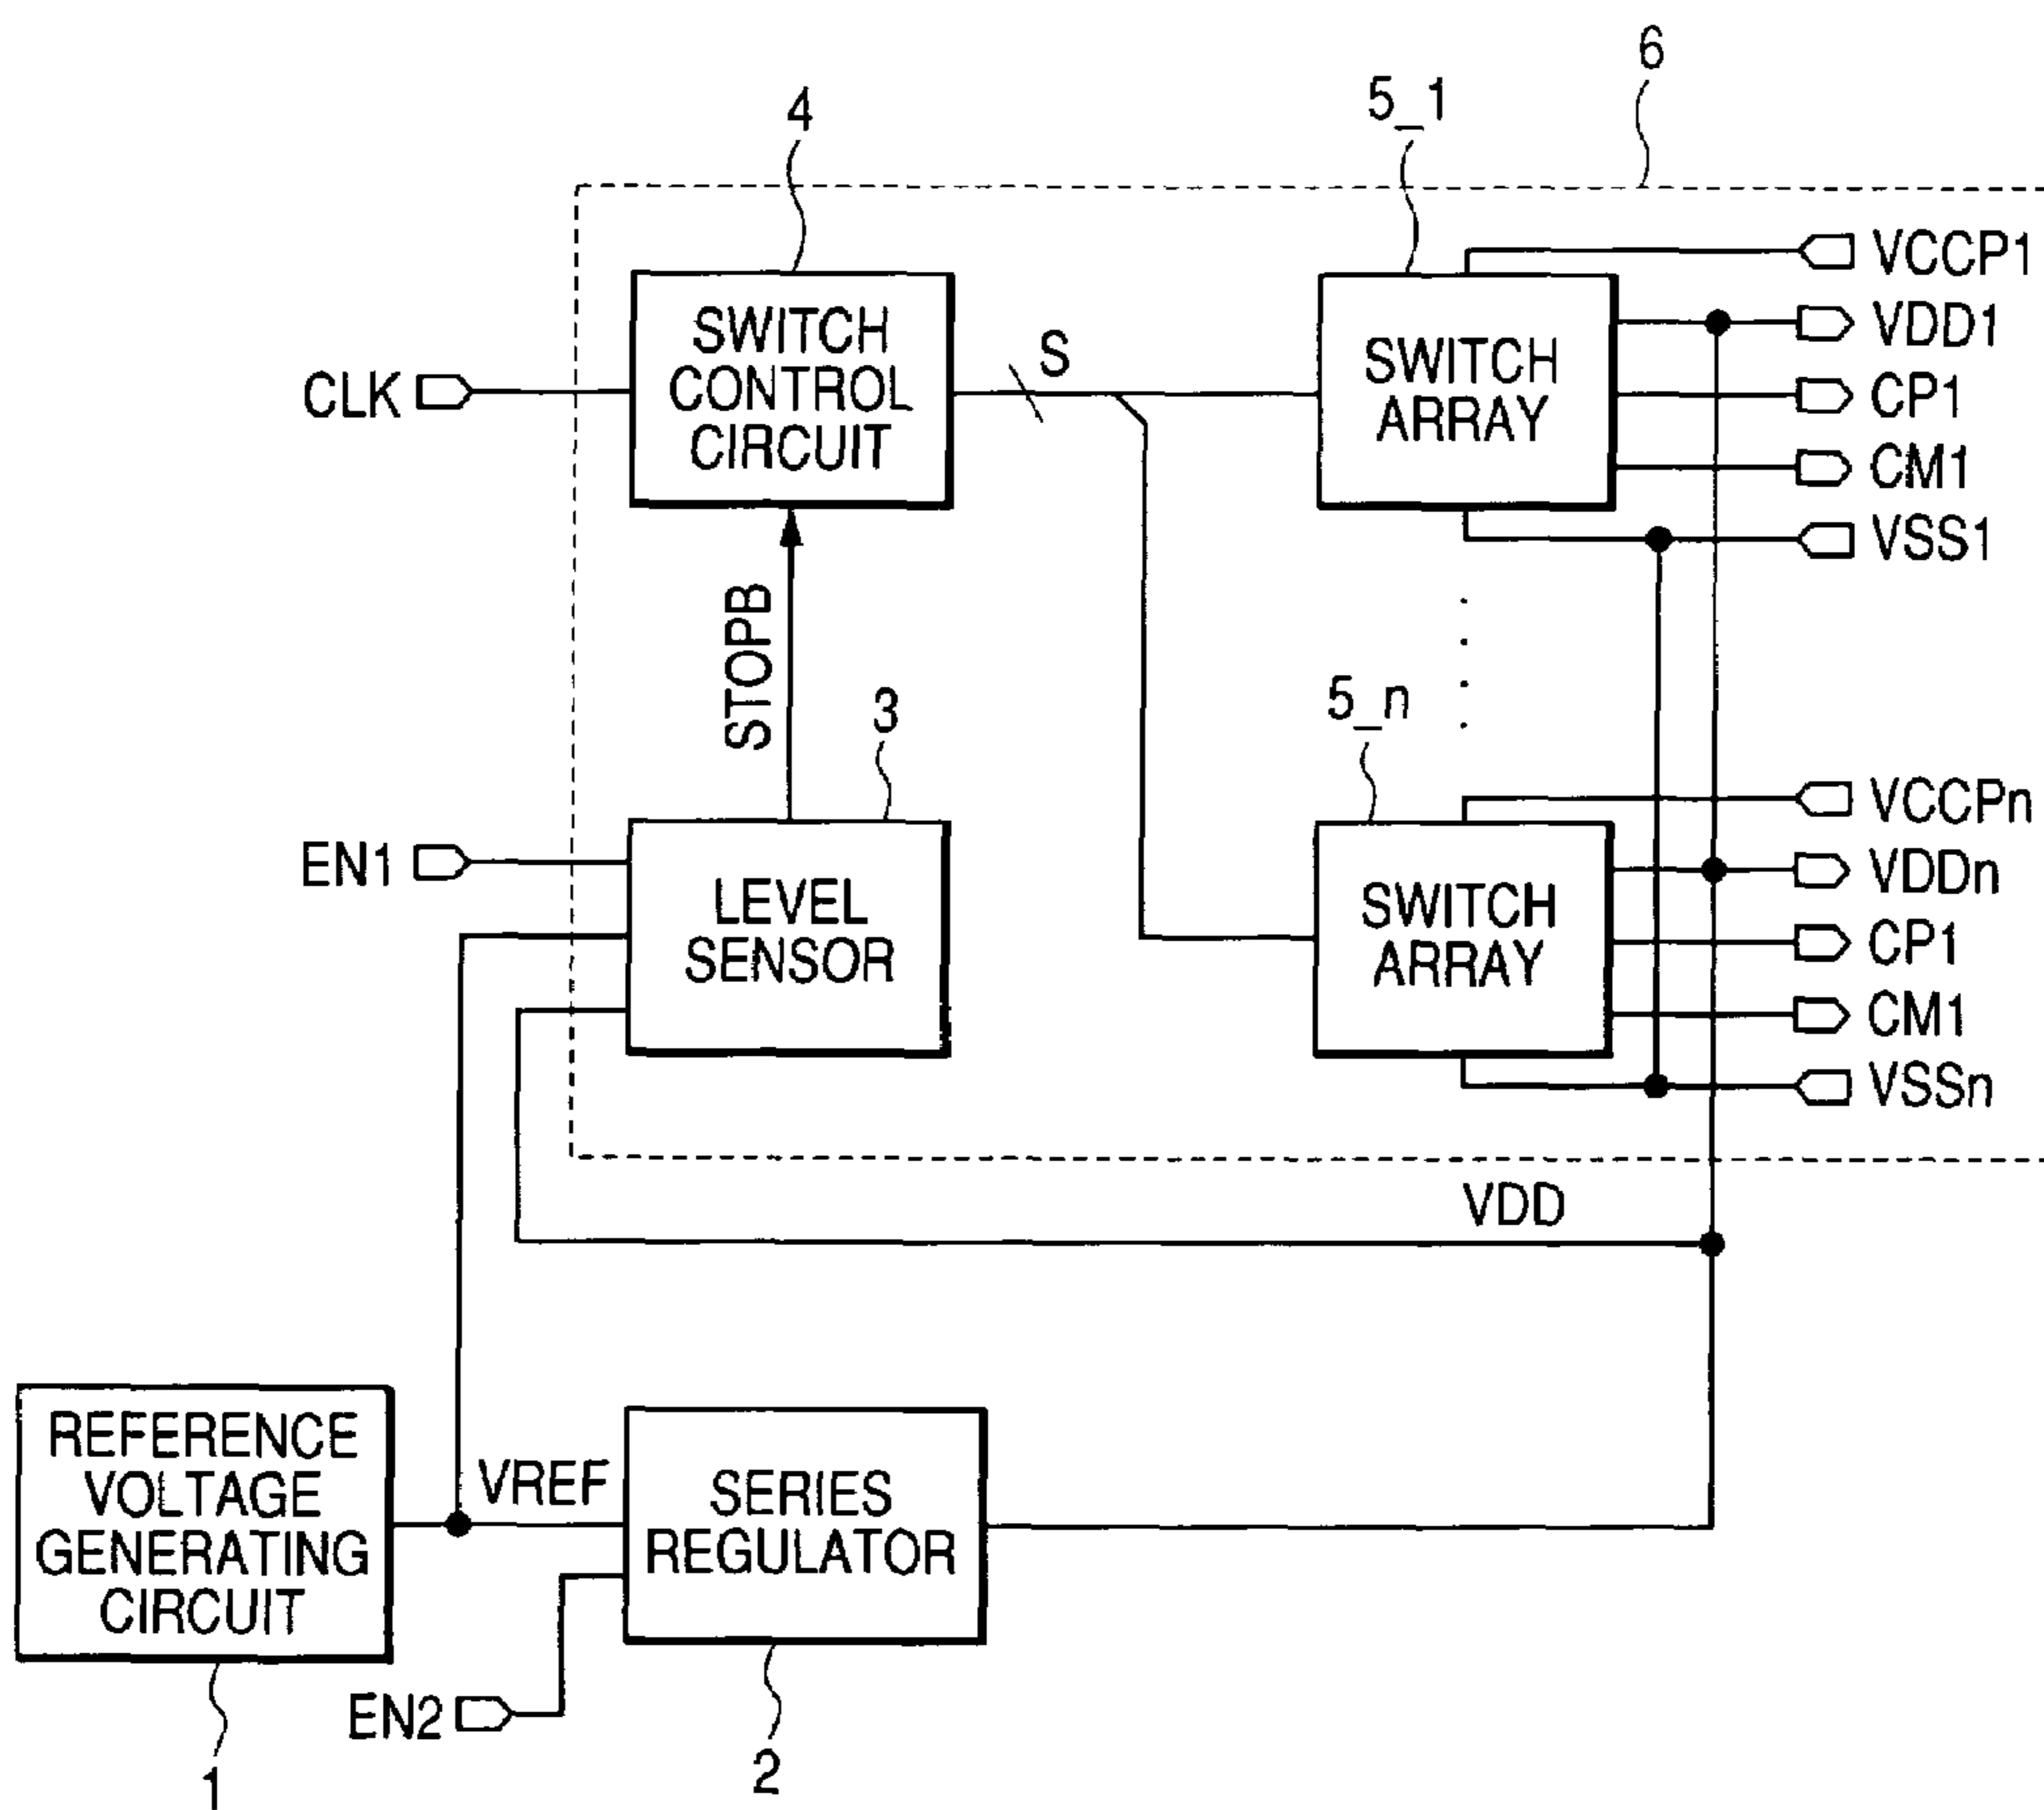 6
4
5_1
SWITCH
CONTROL
CIRCUIT
CLK
S
SWITCH
ARRAY
VCCP1
VDD1
CP1
CM1
VSS1
STOPB
3
5_n
EN1
LEVEL
SENSOR
SWITCH
ARRAY
VCCPn
VDDn
CP1
CM1
VSSn
VDD
REFERENCE
VOLTAGE
GENERATING
CIRCUIT
VREF
SERIES
REGULATOR
EN2
1
2